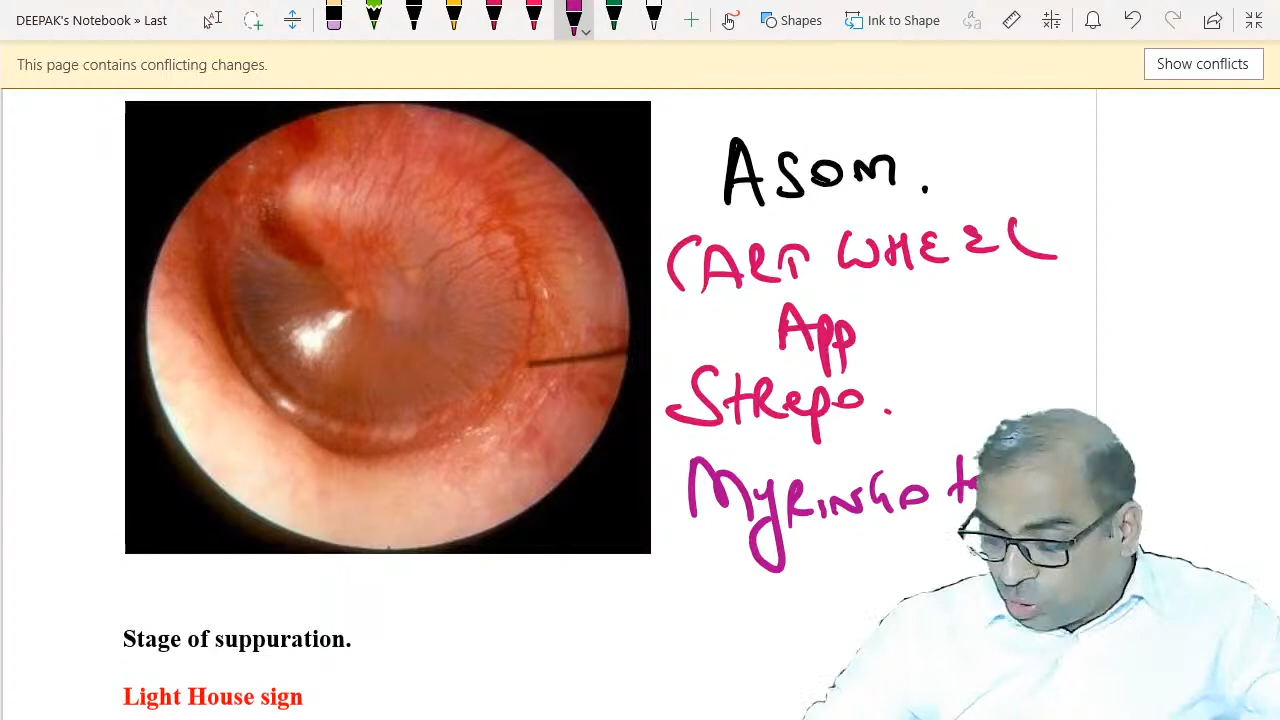 DEEPAK's Notebook » Last
Shapes
Ink to Shape
This page contains conflicting changes.
Show conflicts
ASOM.
CART WHEEL
App
Strepo.
Stage of suppuration.
Light House sign